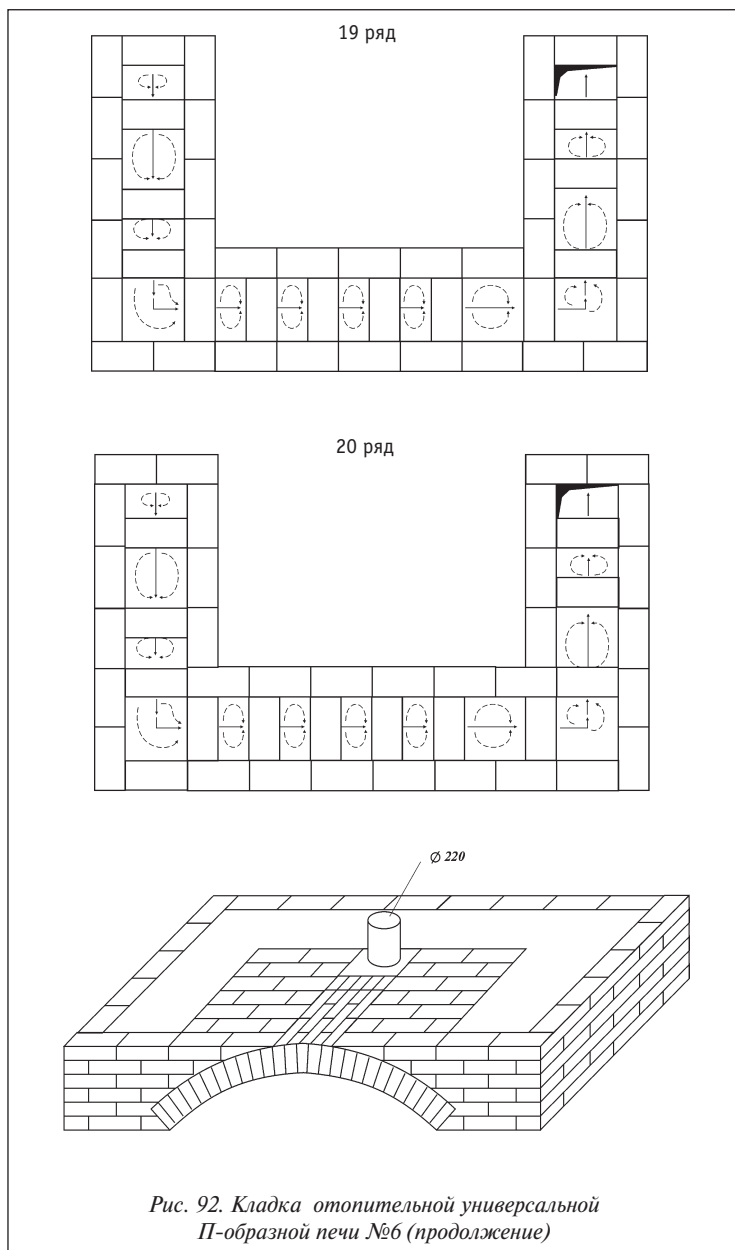 19 ряд
20 ряд
Ø 220
Рис. 92. Кладка отопительной универсальной
П-образной печи №6 (продолжение)